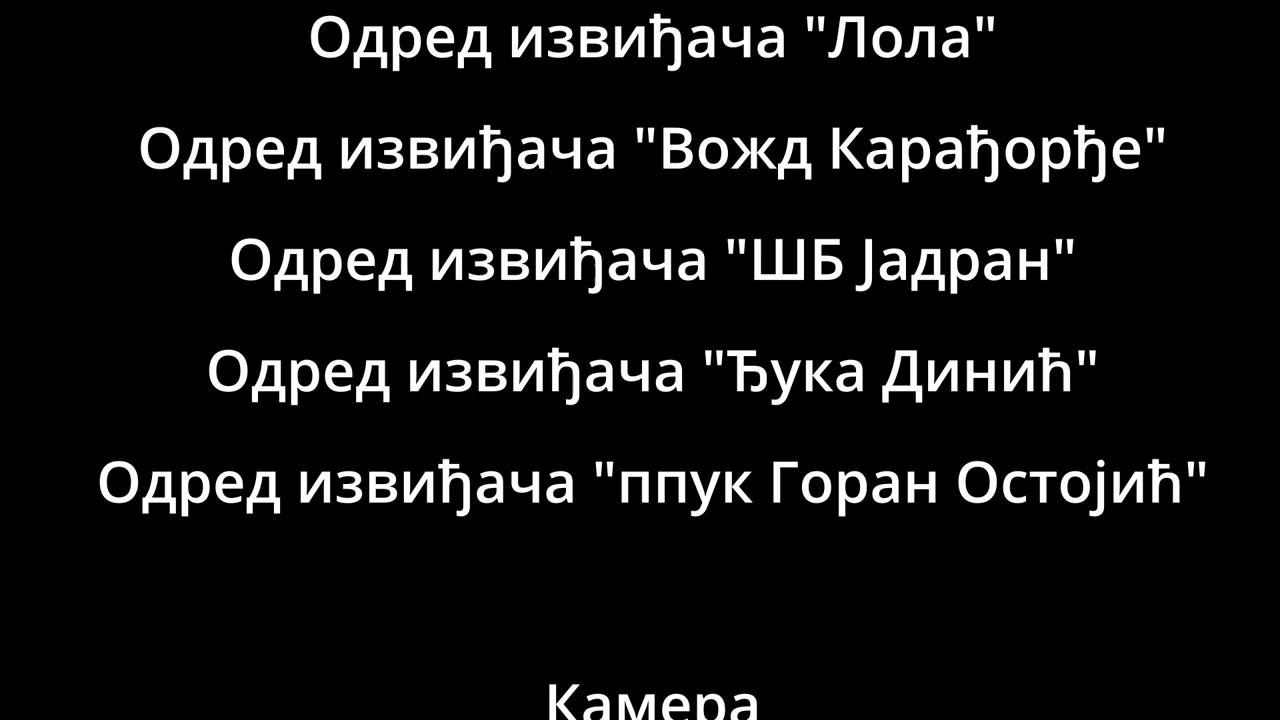 Одред извиђача "Лола"
Одред извиђача "Вожд Карађорђе"
Одред извиђача "ШБ Јадран"
Одред извиђача "Ђука Динић"
Одред извиђача "ппук Горан Остојић"
Камера